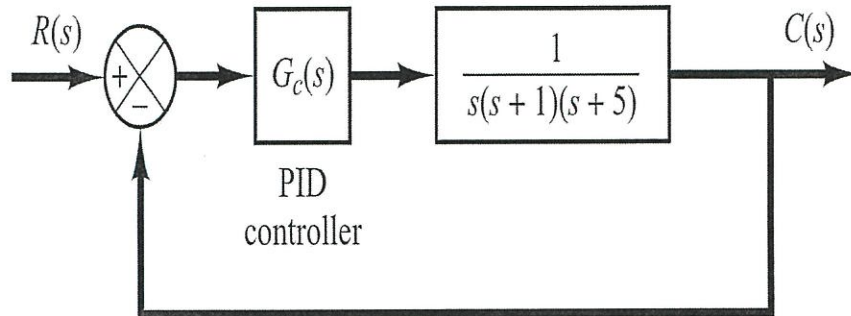 R(s)
C(s)
+
−
G_c(s)
1
s(s + 1)(s + 5)
PID
controller